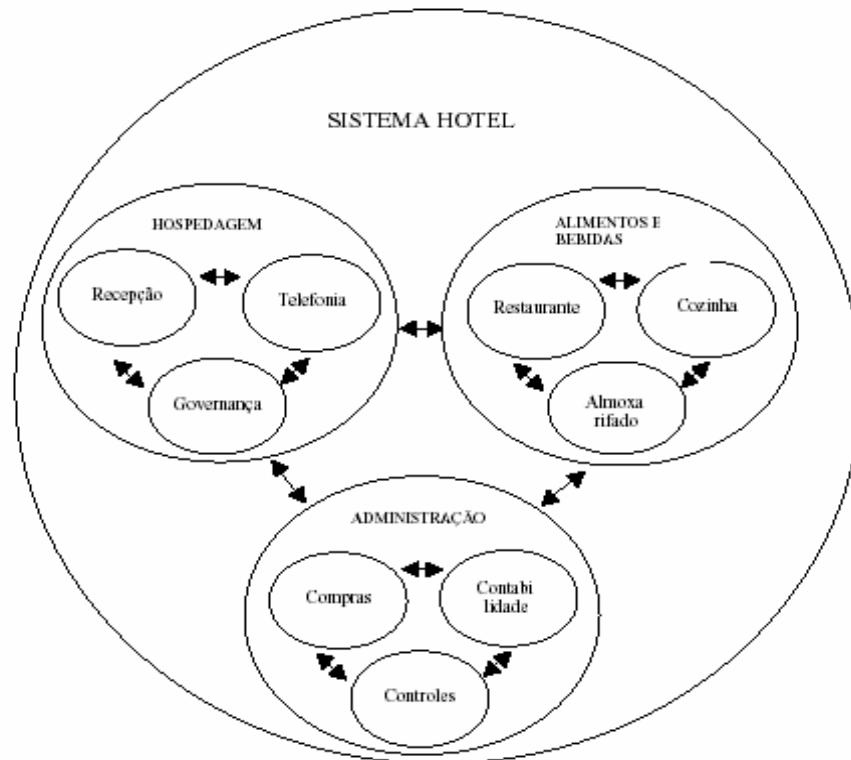 SISTEMA HOTEL
HOSPEDAGEM
Recepção
Telefonia
Governança
ALIMENTOS E
BEBIDAS
Restaurante
Cozinha
Almoxa
rifado
ADMINISTRAÇÃO
Compras
Contabi
lidade
Controles